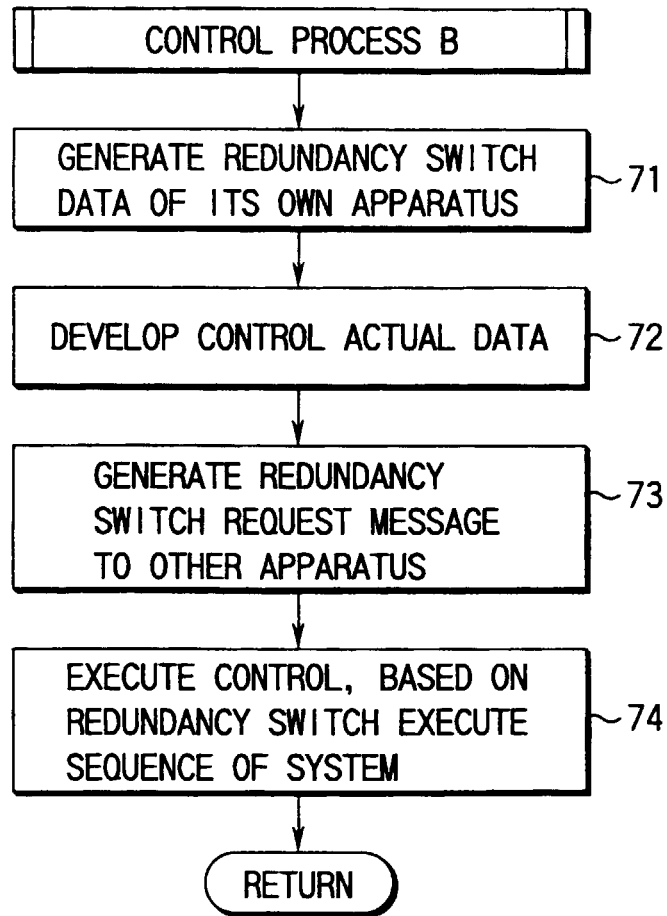 CONTROL PROCESS B
GENERATE REDUNDANCY SWITCH
DATA OF ITS OWN APPARATUS
71
DEVELOP CONTROL ACTUAL DATA
72
GENERATE REDUNDANCY
SWITCH REQUEST MESSAGE
TO OTHER APPARATUS
73
EXECUTE CONTROL, BASED ON
REDUNDANCY SWITCH EXECUTE
SEQUENCE OF SYSTEM
74
RETURN